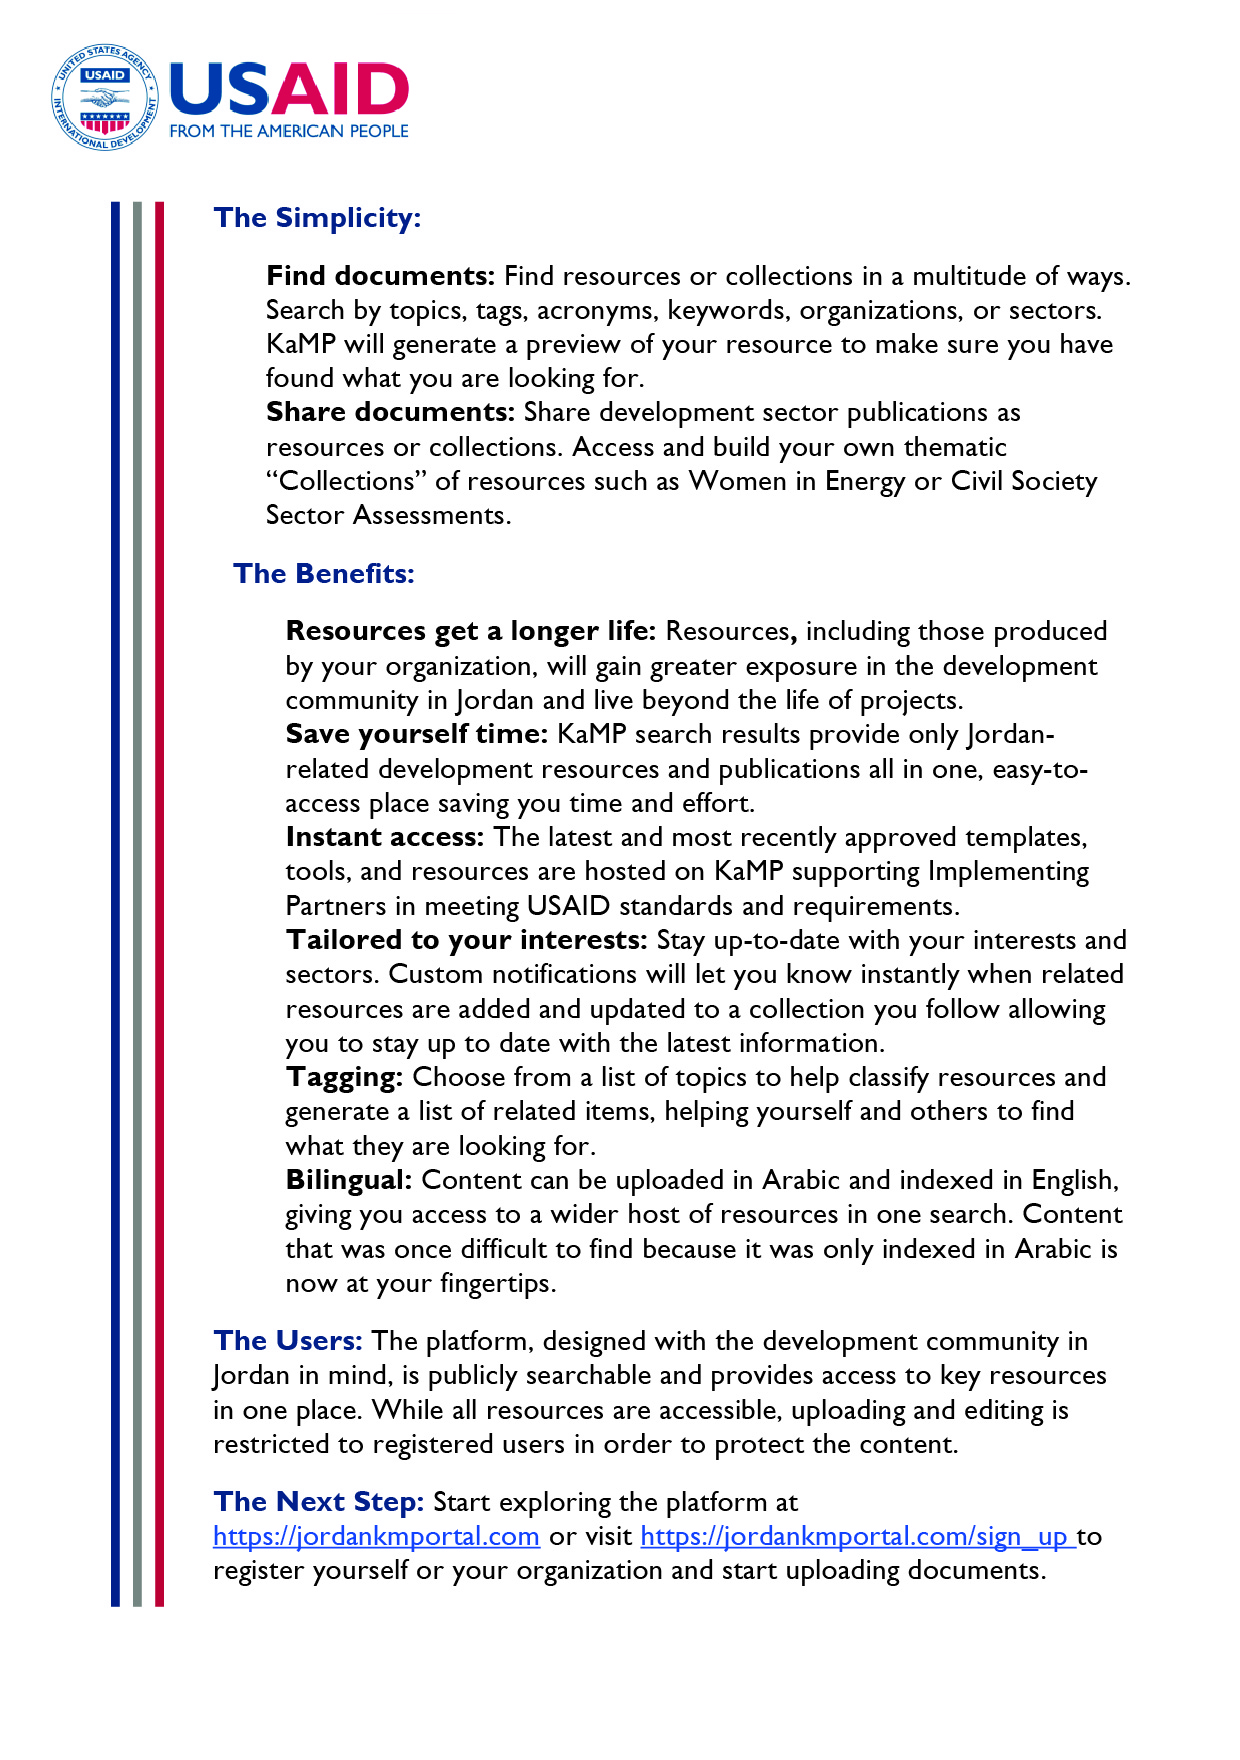 UNITED STATES AGENCY
USAID
INTERNATIONAL DEVELOPMENT
USAID
FROM THE AMERICAN PEOPLE
The Simplicity:
Find documents: Find resources or collections in a multitude of ways.
Search by topics, tags, acronyms, keywords, organizations, or sectors.
KaMP will generate a preview of your resource to make sure you have
found what you are looking for.
Share documents: Share development sector publications as
resources or collections. Access and build your own thematic
“Collections” of resources such as Women in Energy or Civil Society
Sector Assessments.
The Benefits:
Resources get a longer life: Resources, including those produced
by your organization, will gain greater exposure in the development
community in Jordan and live beyond the life of projects.
Save yourself time: KaMP search results provide only Jordan-
related development resources and publications all in one, easy-to-
access place saving you time and effort.
Instant access: The latest and most recently approved templates,
tools, and resources are hosted on KaMP supporting Implementing
Partners in meeting USAID standards and requirements.
Tailored to your interests: Stay up-to-date with your interests and
sectors. Custom notifications will let you know instantly when related
resources are added and updated to a collection you follow allowing
you to stay up to date with the latest information.
Tagging: Choose from a list of topics to help classify resources and
generate a list of related items, helping yourself and others to find
what they are looking for.
Bilingual: Content can be uploaded in Arabic and indexed in English,
giving you access to a wider host of resources in one search. Content
that was once difficult to find because it was only indexed in Arabic is
now at your fingertips.
The Users: The platform, designed with the development community in
Jordan in mind, is publicly searchable and provides access to key resources
in one place. While all resources are accessible, uploading and editing is
restricted to registered users in order to protect the content.
The Next Step: Start exploring the platform at
https://jordankmportal.com or visit https://jordankmportal.com/sign_up to
register yourself or your organization and start uploading documents.